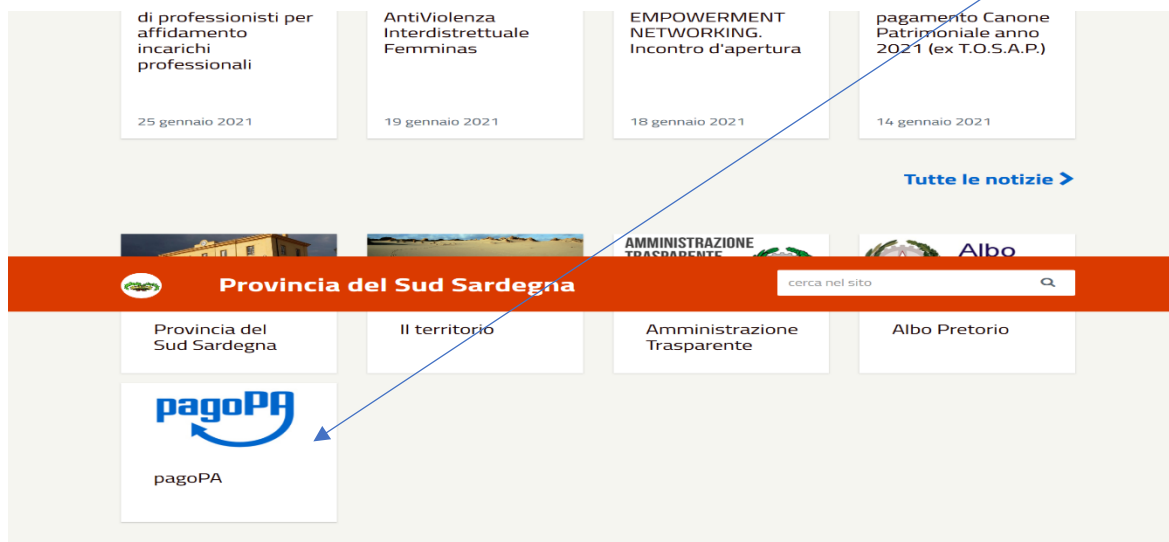 di professionisti per
affidamento
incarichi
professionali
25 gennaio 2021
AntiViolenza
Interdistrettuale
Femminas
19 gennaio 2021
EMPOWERMENT
NETWORKING.
Incontro d'apertura
18 gennaio 2021
pagamento Canone
Patrimoniale anno
2021 (ex T.O.S.A.P.)
14 gennaio 2021
Tutte le notizie
AMMINISTRAZIONE
TRASPARENTE
Albo
Provincia del Sud Sardegna
cerca nel sito
Provincia del
Sud Sardegna
Il territorio
Amministrazione
Trasparente
Albo Pretorio
pagoPA
pagoPA